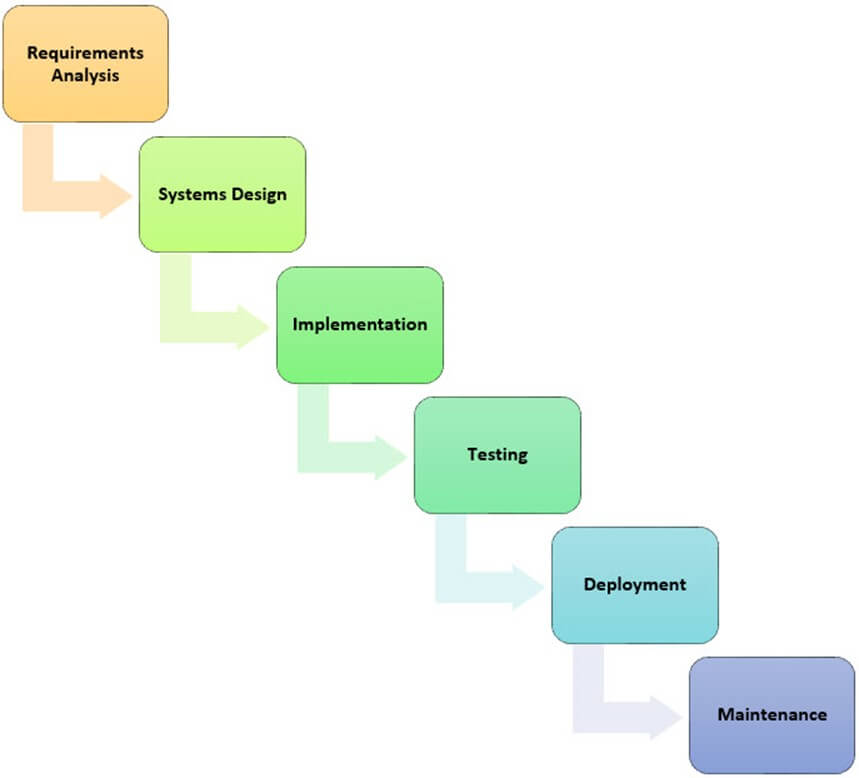 Requirements
Analysis
Systems Design
Implementation
Testing
Deployment
Maintenance